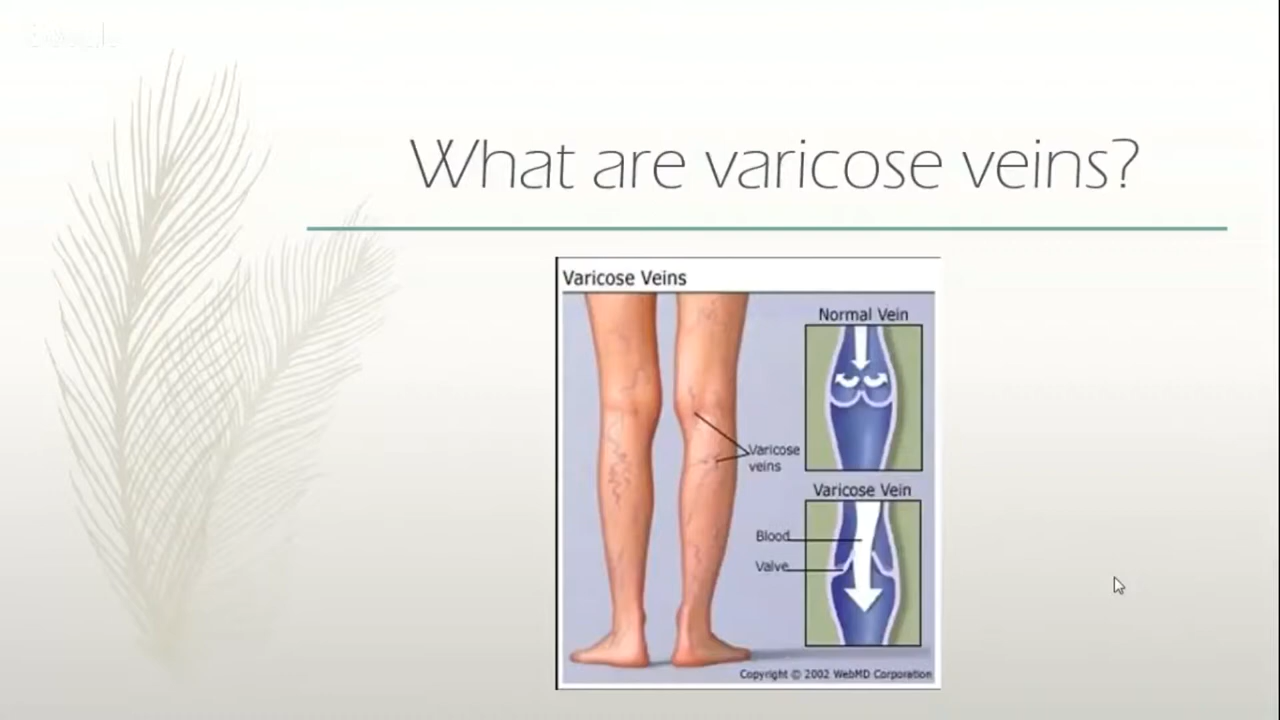 What are varicose veins?
Varicose Veins
Normal Vein
Varicose
veins
Varicose Vein
Blood
Valve
Copyright © 2002 WebMD Corporation